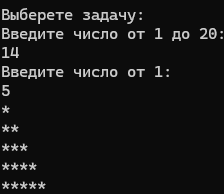 Выберете задачу:
Введите число от 1 до 20:
14
Введите число от 1:
5
*
**
***
****
*****